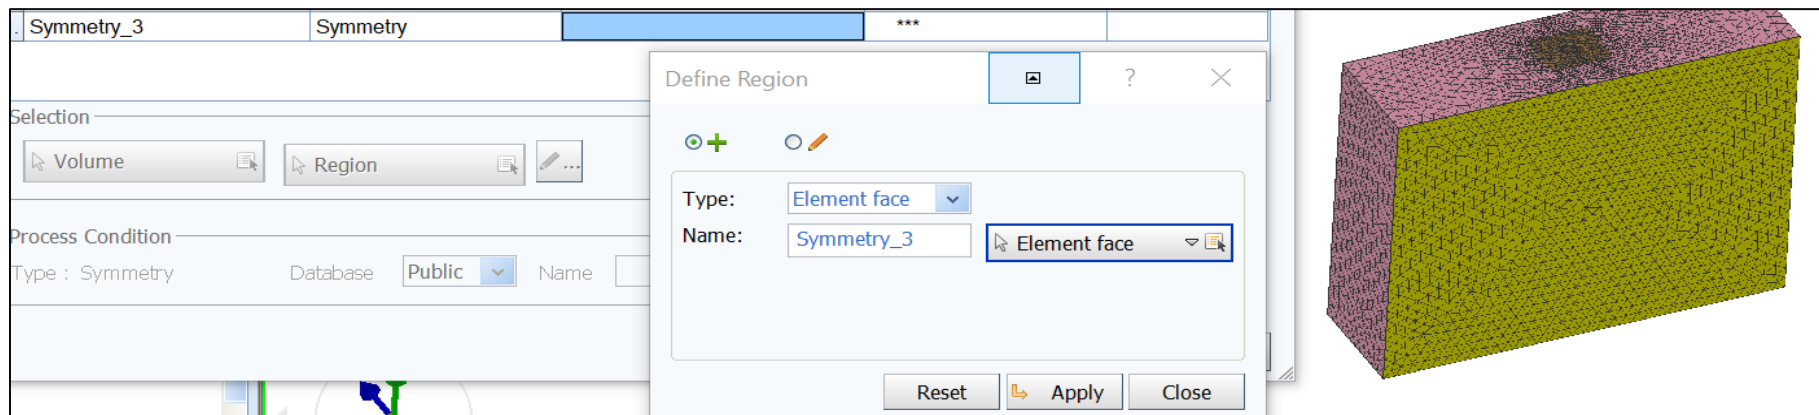 Symmetry_3 Symmetry ***
Define Region ?
Selection
Volume Region ...
Type: Element face
Name: Symmetry_3 Element face
Process Condition
Type : Symmetry Database Public Name
Reset Apply Close